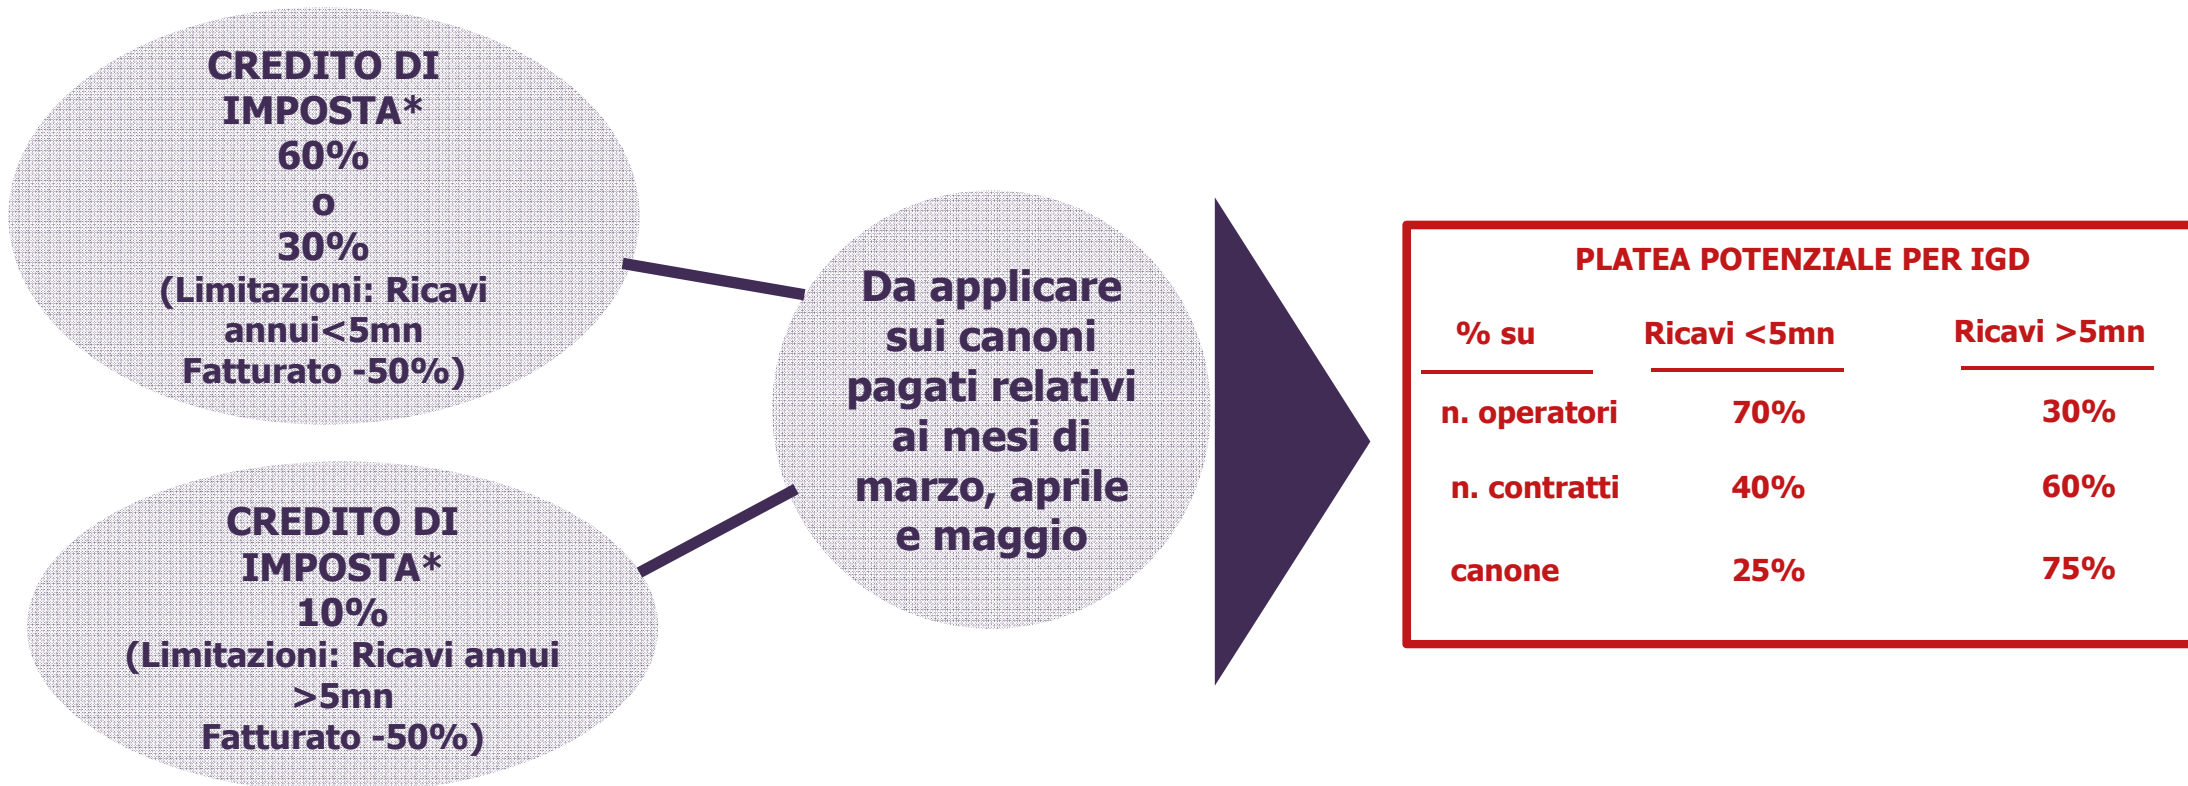 CREDITO DI
IMPOSTA*
60%
o
30%
(Limitazioni: Ricavi
annui<5mn
Fatturato -50%)
CREDITO DI
IMPOSTA*
10%
(Limitazioni: Ricavi annui
>5mn
Fatturato -50%)
Da applicare
sui canoni
pagati relativi
ai mesi di
marzo, aprile
e maggio
PLATEA POTENZIALE PER IGD
% su Ricavi <5mn Ricavi >5mn
n. operatori 70% 30%
n. contratti 40% 60%
canone 25% 75%